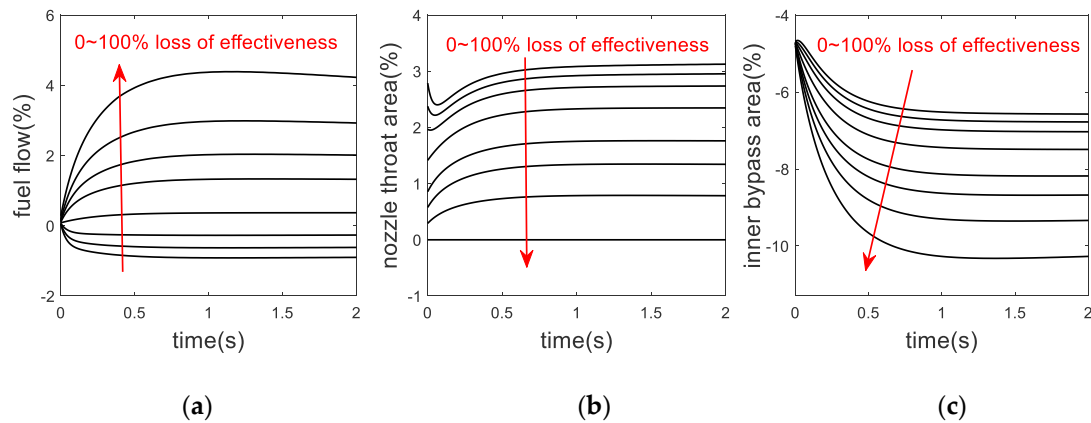 0~100% loss of effectiveness
fuel flow(%)
6
4
2
0
-2
0
0.5
1
1.5
2
time(s)
(a)
0~100% loss of effectiveness
nozzle throat area(%)
4
3
2
1
0
-1
0
0.5
1
1.5
2
time(s)
(b)
0~100% loss of effectiveness
inner bypass area(%)
-6
-8
-10
0
0.5
1
1.5
2
time(s)
(c)